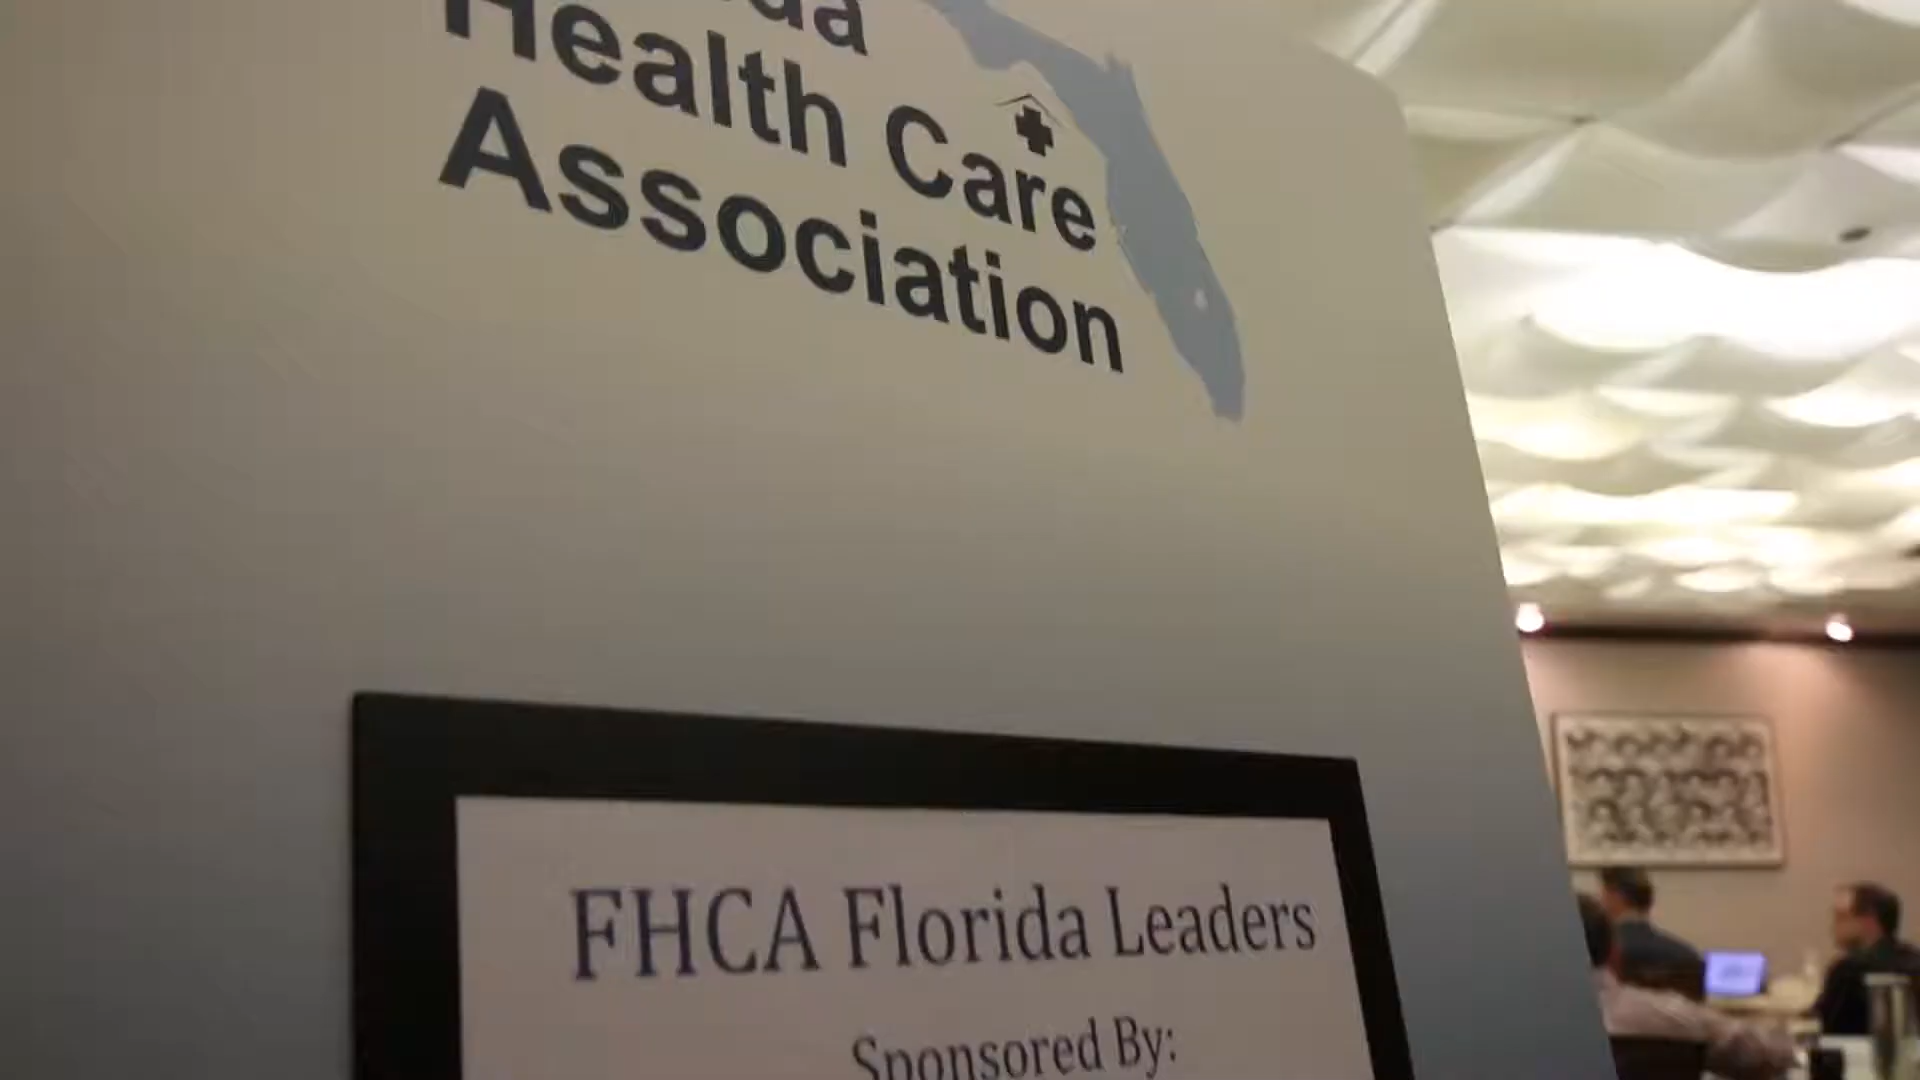 Health Care
Association
FHCA Florida Leaders
Sponsored By: